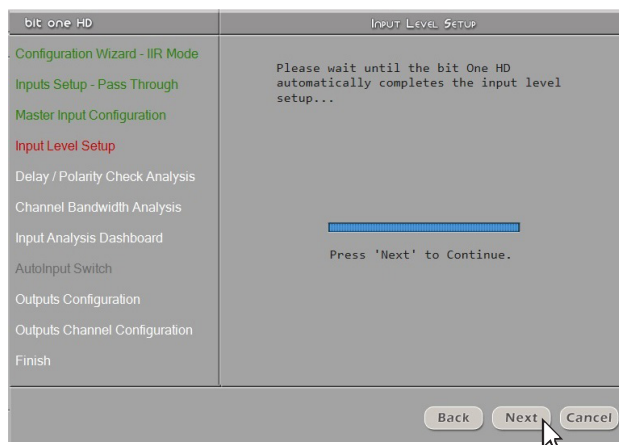 bit one HD
Input Level Setup
Configuration Wizard - IIR Mode
Inputs Setup - Pass Through
Master Input Configuration
Input Level Setup
Delay / Polarity Check Analysis
Channel Bandwidth Analysis
Input Analysis Dashboard
AutoInput Switch
Outputs Configuration
Outputs Channel Configuration
Finish
Please wait until the bit One HD
automatically completes the input level
setup...
Press 'Next' to Continue.
Back Next Cancel